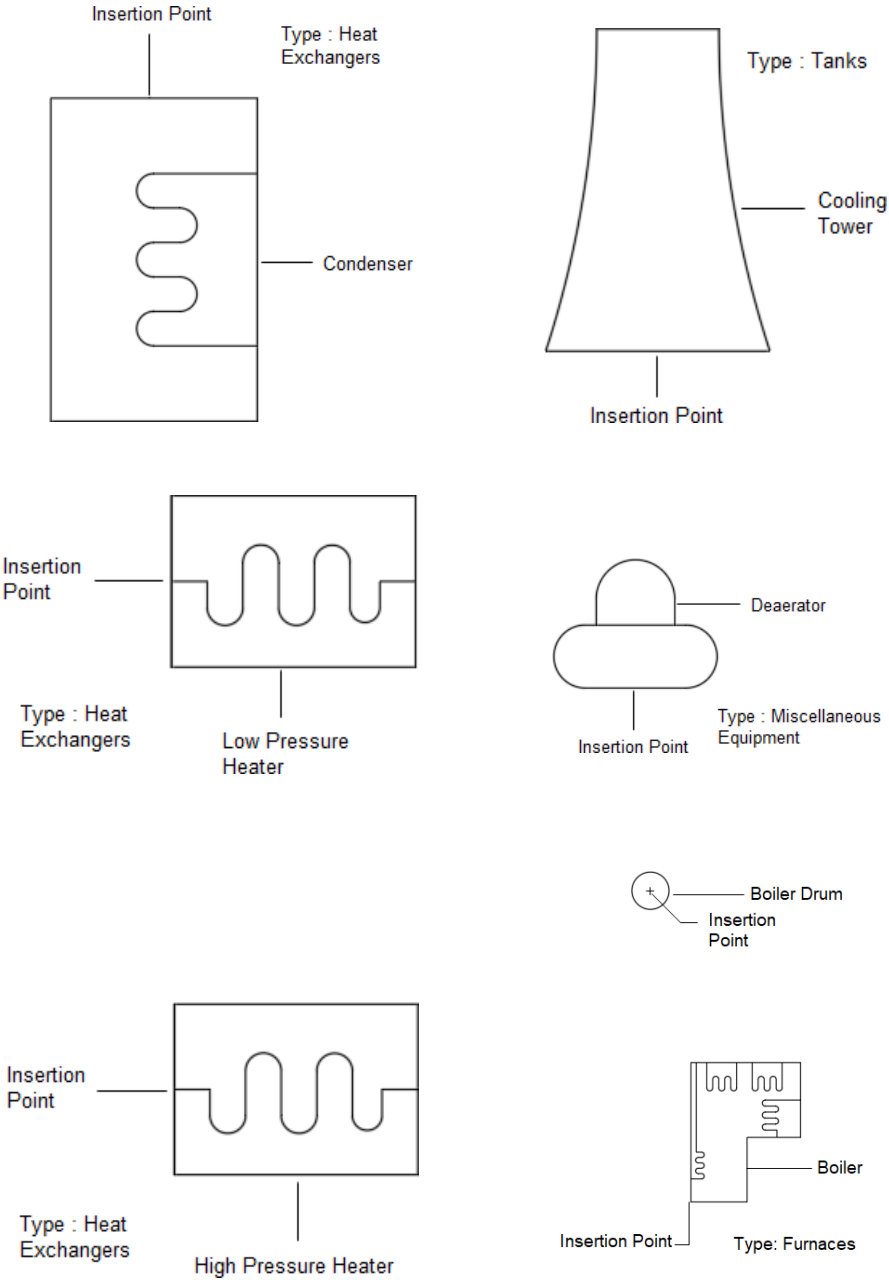 Insertion Point
Type : Heat
Exchangers
Type : Tanks
Cooling
Tower
Condenser
Insertion Point
Insertion
Point
Type : Heat
Exchangers
Low Pressure
Heater
Deaerator
Insertion Point
Type : Miscellaneous
Equipment
Boiler Drum
Insertion
Point
Insertion
Point
Type : Heat
Exchangers
High Pressure Heater
Boiler
Insertion Point
Type: Furnaces